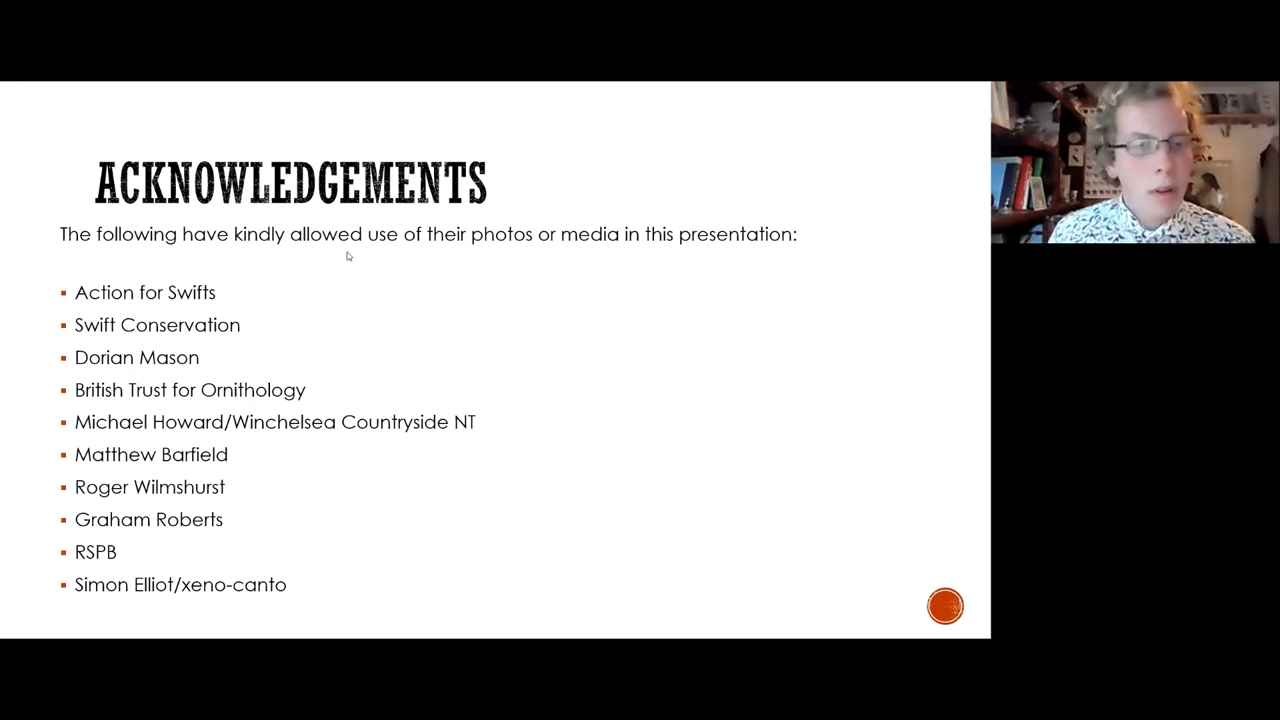 ACKNOWLEDGEMENTS
The following have kindly allowed use of their photos or media in this presentation:
Action for Swifts
Swift Conservation
Dorian Mason
British Trust for Ornithology
Michael Howard/Winchelsea Countryside NT
Matthew Barfield
Roger Wilmshurst
Graham Roberts
RSPB
Simon Elliot/xeno-canto